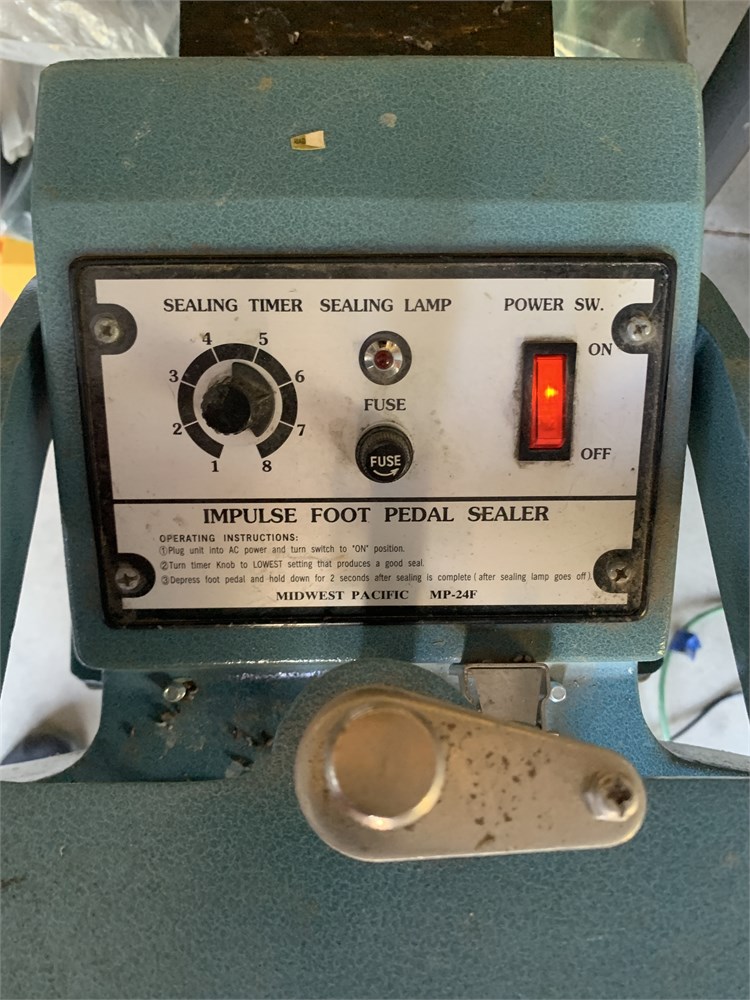 SEALING TIMER SEALING LAMP POWER SW.
4 5
3 6
2 7
1 8
ON
OFF
FUSE
FUSE
IMPULSE FOOT PEDAL SEALER
OPERATING INSTRUCTIONS:
①Plug unit into AC power and turn switch to "ON" position.
②Turn timer Knob to LOWEST setting that produces a good seal.
③Depress foot pedal and hold down for 2 seconds after sealing is complete (after sealing lamp goes off).
MIDWEST PACIFIC MP-24F